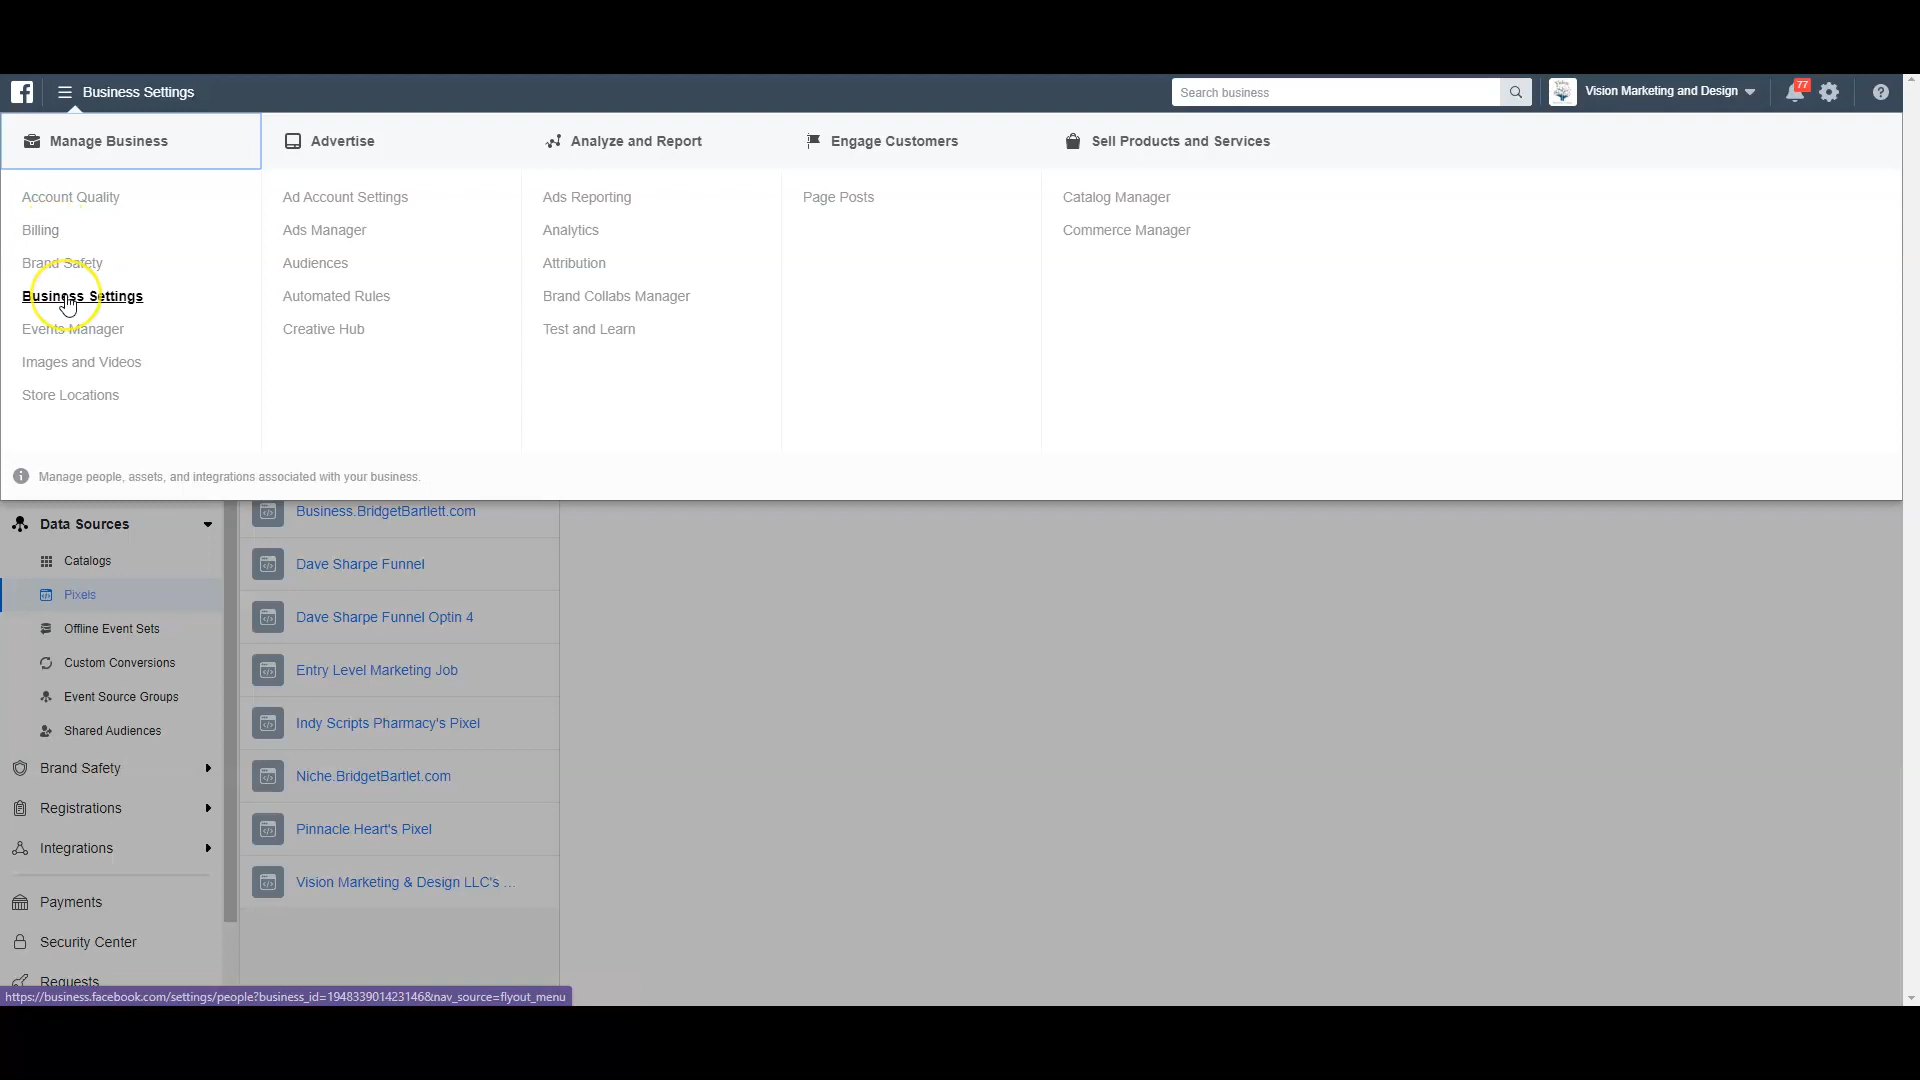 Business Settings
Search business
Vision Marketing and Design
77
Manage Business
Advertise
Analyze and Report
Engage Customers
Sell Products and Services
Account Quality
Ad Account Settings
Ads Reporting
Page Posts
Catalog Manager
Billing
Ads Manager
Analytics
Commerce Manager
Brand Safety
Audiences
Attribution
Business Settings
Automated Rules
Brand Collabs Manager
Events Manager
Creative Hub
Test and Learn
Images and Videos
Store Locations
Manage people, assets, and integrations associated with your business.
Data Sources
Catalogs
Pixels
Offline Event Sets
Custom Conversions
Event Source Groups
Shared Audiences
Brand Safety
Registrations
Integrations
Payments
Security Center
Requests
Business.BridgetBartlett.com
Dave Sharpe Funnel
Dave Sharpe Funnel Optin 4
Entry Level Marketing Job
Indy Scripts Pharmacy's Pixel
Niche.BridgetBartlet.com
Pinnacle Heart's Pixel
Vision Marketing & Design LLC's ...
https://business.facebook.com/settings/people?business_id=194833901423146&nav_source=flyout_menu